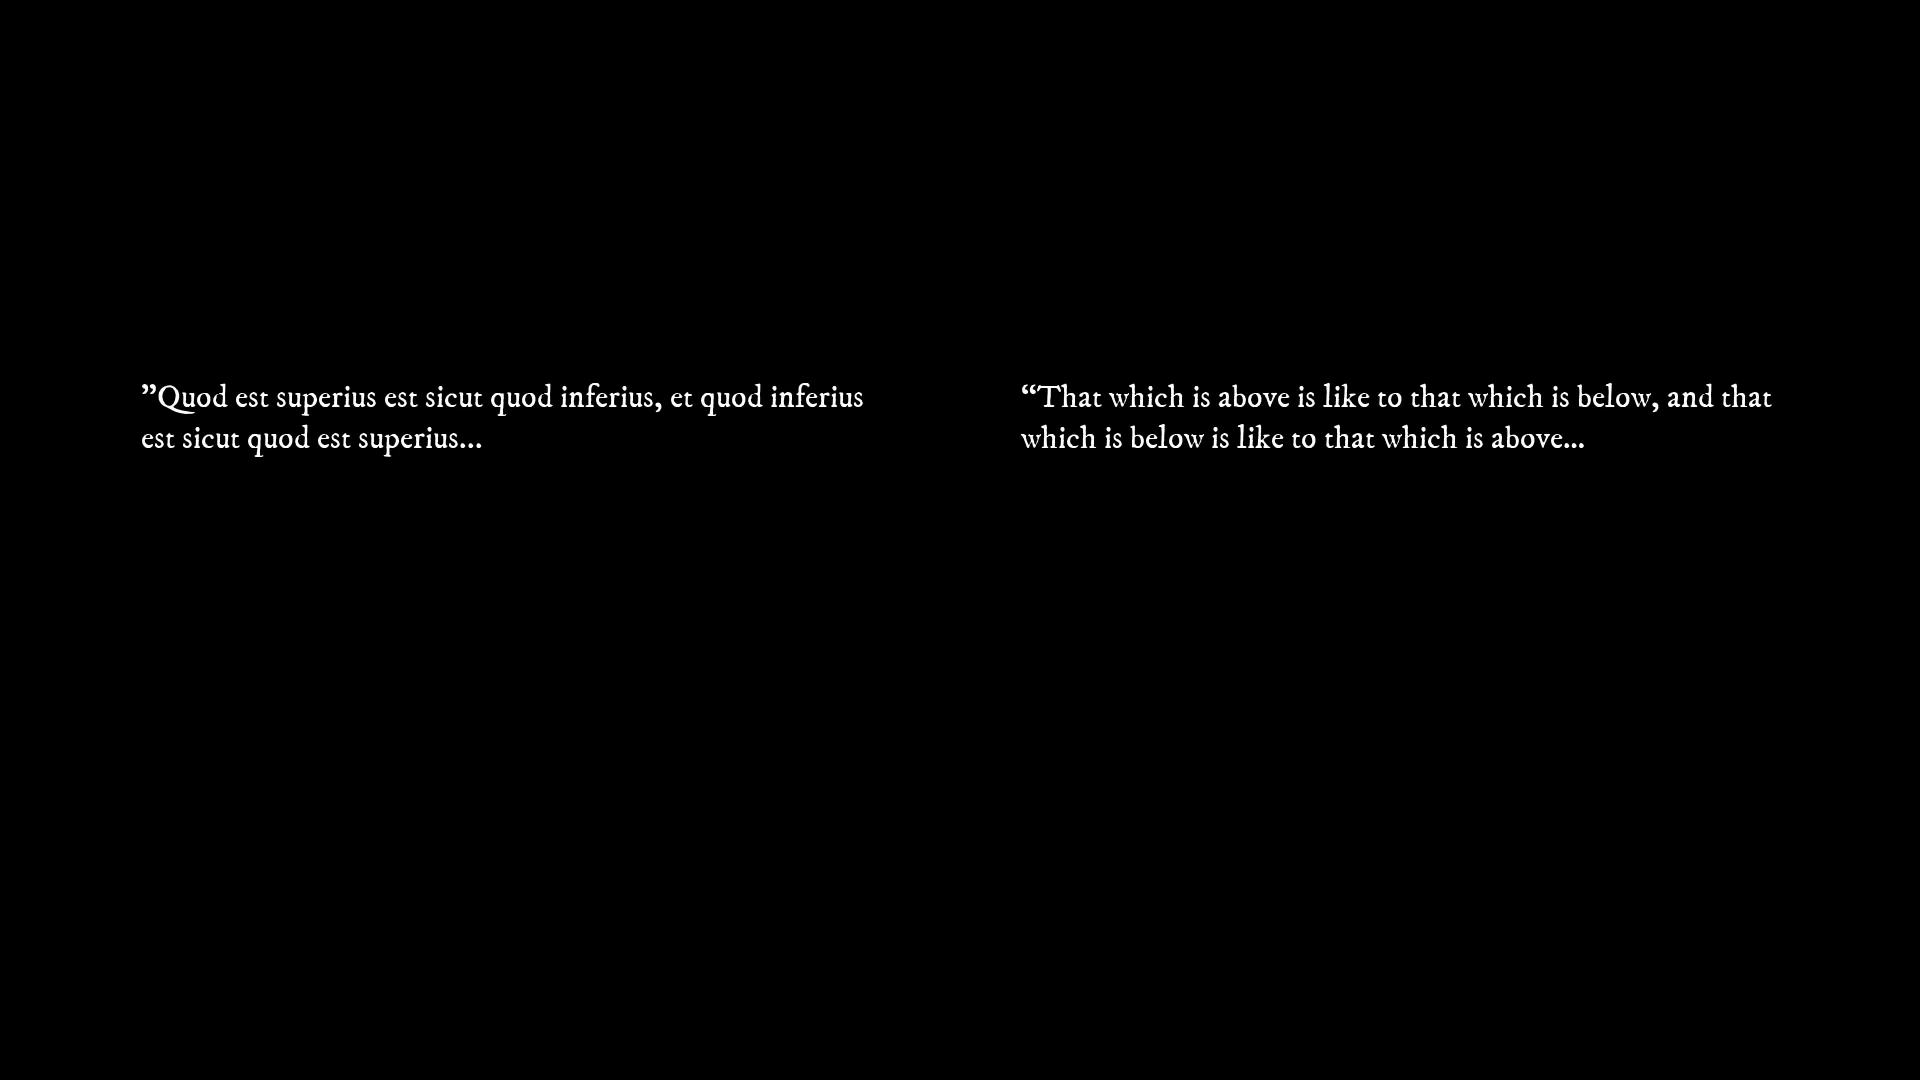 ”Quod est superius est sicut quod inferius, et quod inferius
est sicut quod est superius...
“That which is above is like to that which is below, and that
which is below is like to that which is above...